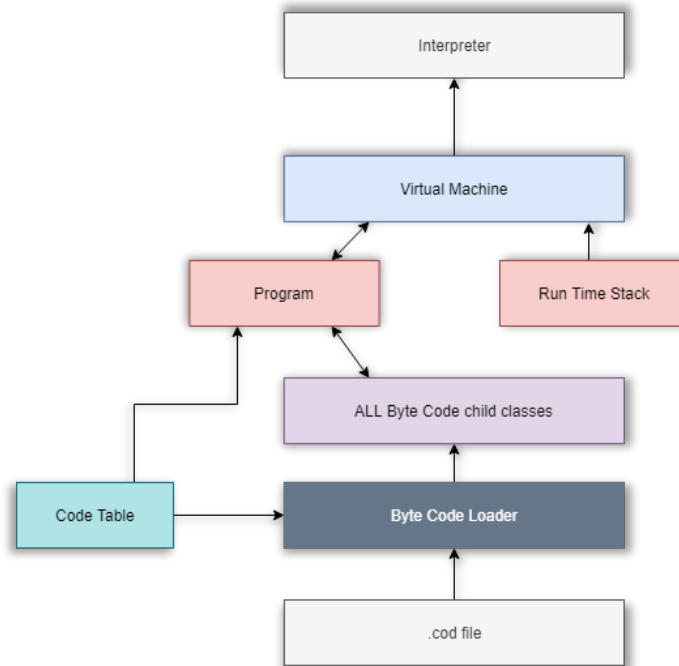 Interpreter
Virtual Machine
Program
Run Time Stack
ALL Byte Code child classes
Code Table
Byte Code Loader
.cod file